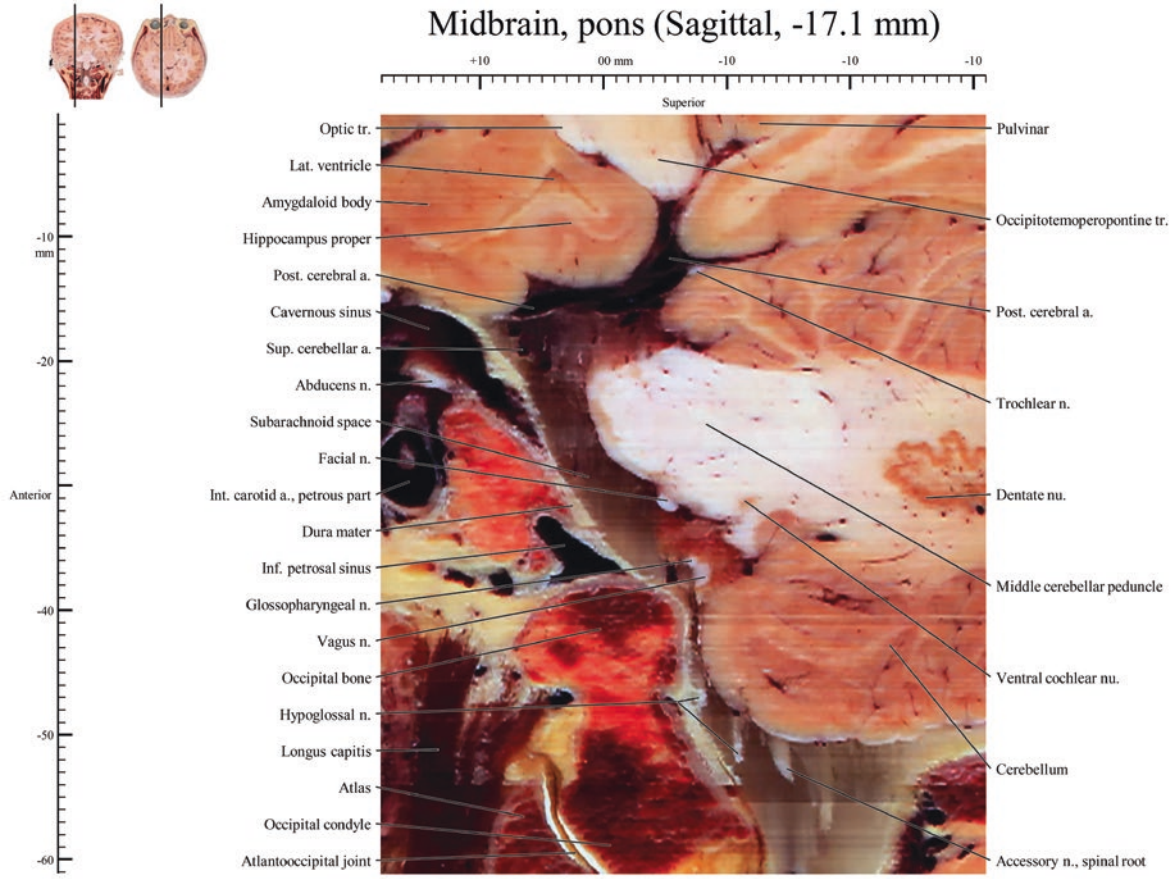 Midbrain, pons (Sagittal, -17.1 mm)
+10 00 mm -10 -10
Superior
Optic tr.
Lat. ventricle
Amygdaloid body
Hippocampus proper
Post. cerebral a.
Cavernous sinus
Sup. cerebellar a.
Abducens n.
Subarachnoid space
Facial n.
Int. carotid a., petrous part
Dura mater
Inf. petrosal sinus
Glossopharyngeal n.
Vagus n.
Occipital bone
Hypoglossal n.
Longus capitis
Atlas
Occipital condyle
Atlantooccipital joint
-10
mm
-20
Anterior
-30
-40
-50
-60
Pulvinar
Occipitotemoperopontine tr.
Post. cerebral a.
Trochlear n.
Dentate nu.
Middle cerebellar peduncle
Ventral cochlear nu.
Cerebellum
Accessory n., spinal root